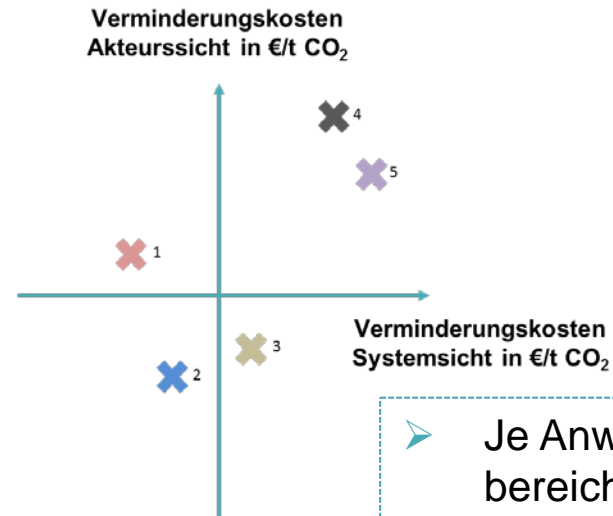 Verminderungskosten
Akteurssicht in €/t CO₂
4
5
1
Verminderungskosten
Systemsicht in €/t CO₂
3
2
➢ Je Anw
bereich